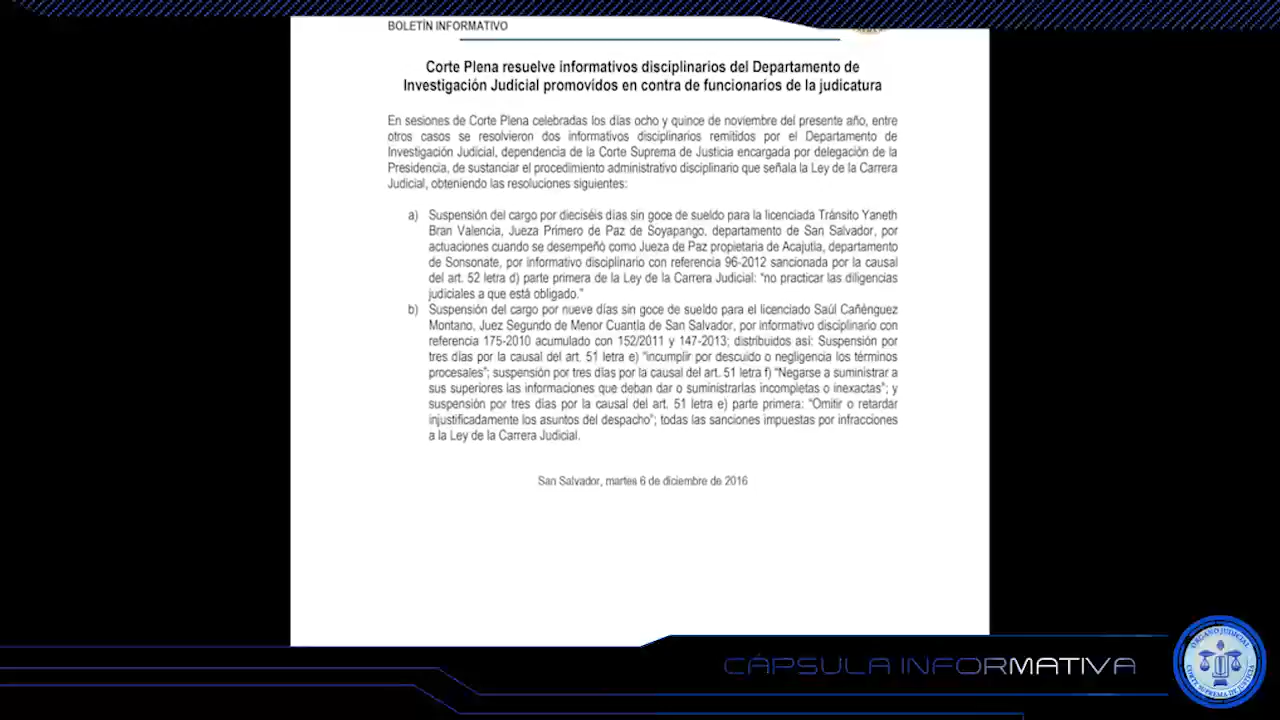 BOLETÍN INFORMATIVO
Corte Plena resuelve informativos disciplinarios del Departamento de
Investigación Judicial promovidos en contra de funcionarios de la judicatura
En sesiones de Corte Plena celebradas los días ocho y quince de noviembre del presente año, entre
otros casos se resolvieron dos informativos disciplinarios remitidos por el Departamento de
Investigación Judicial, dependencia de la Corte Suprema de Justicia encargada por delegación de la
Presidencia, de sustanciar el procedimiento administrativo disciplinario que señala la Ley de la Carrera
Judicial, obteniendo las resoluciones siguientes:
a) Suspensión del cargo por dieciséis días sin goce de sueldo para la licenciada Tránsito Yaneth
Bran Valencia, Jueza Primero de Paz de Soyapango, departamento de San Salvador, por
actuaciones cuando se desempeñó como Jueza de Paz propietaria de Acajutla, departamento
de Sonsonate, por informativo disciplinario con referencia 96-2012 sancionada por la causal
del art. 52 letra d) parte primera de la Ley de la Carrera Judicial: “no practicar las diligencias
judiciales a que está obligado.”
b) Suspensión del cargo por nueve días sin goce de sueldo para el licenciado Saúl Cañénguez
Montano, Juez Segundo de Menor Cuantía de San Salvador, por informativo disciplinario con
referencia 175-2010 acumulado con 152/2011 y 147-2013; distribuidos así: Suspensión por
tres días por la causal del art. 51 letra e) “incumplir por descuido o negligencia los términos
procesales”; suspensión por tres días por la causal del art. 51 letra f) “Negarse a suministrar a
sus superiores las informaciones que deban dar o suministrarlas incompletas o inexactas”; y
suspensión por tres días por la causal del art. 51 letra e) parte primera: “Omitir o retardar
injustificadamente los asuntos del despacho”; todas las sanciones impuestas por infracciones
a la Ley de la Carrera Judicial.
San Salvador, martes 6 de diciembre de 2016
CÁPSULA INFORMATIVA
ÓRGANO JUDICIAL
CORTE SUPREMA DE JUSTICIA